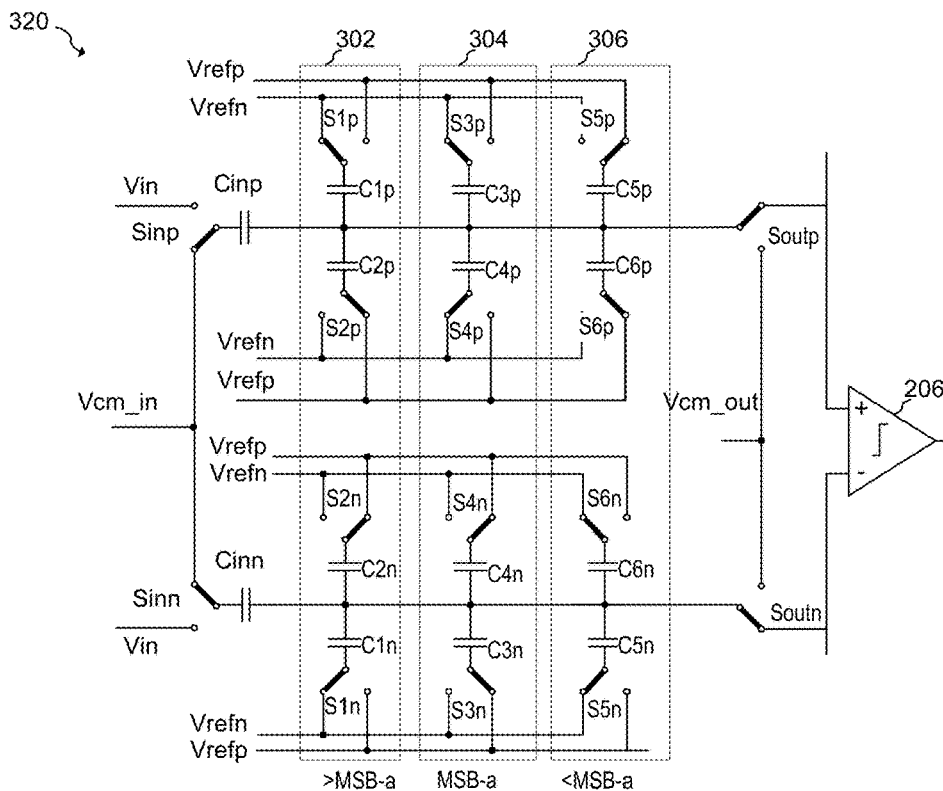 320
302
304
306
Vrefp
Vrefn
S1p
S3p
S5p
Vin
Cinp
C1p
C3p
C5p
Sinp
Soutp
C2p
C4p
C6p
S2p
S4p
S6p
Vrefn
Vrefp
Vcm_in
Vcm_out
206
+
-
Vrefp
Vrefn
S2n
S4n
S6n
Cinn
C2n
C4n
C6n
Sinn
Soutn
Vin
C1n
C3n
C5n
S1n
S3n
S5n
Vrefn
Vrefp
>MSB-a
MSB-a
<MSB-a